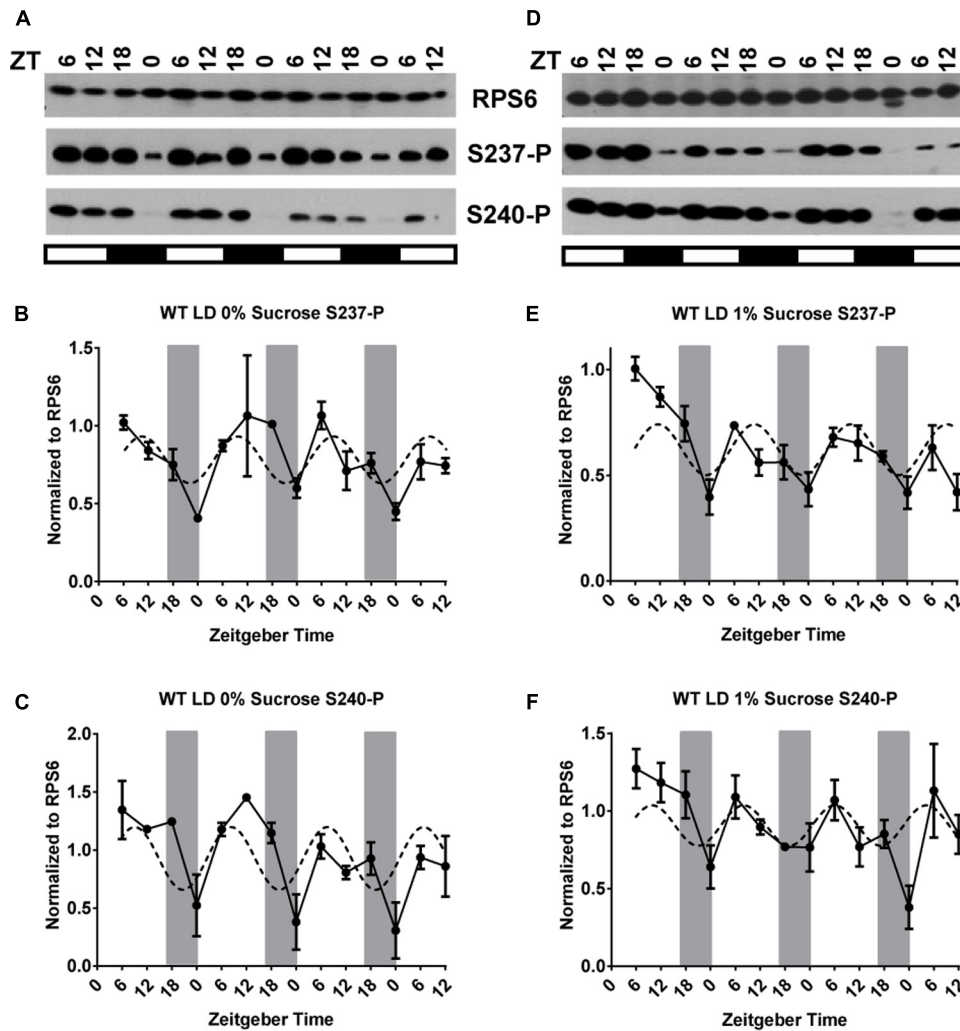 A
D
ZT 6 12 18 0 6 12 18 0 6 12 18 0 6 12
ZT 6 12 18 0 6 12 18 0 6 12 18 0 6 12
RPS6
S237-P
S240-P
B
WT LD 0% Sucrose S237-P
Normalized to RPS6
1.5
1.0
0.5
0.0
0 6 12 18 0 6 12 18 0 6 12 18 0 6 12
Zeitgeber Time
E
WT LD 1% Sucrose S237-P
Normalized to RPS6
1.0
0.5
0.0
0 6 12 18 0 6 12 18 0 6 12 18 0 6 12
Zeitgeber Time
C
WT LD 0% Sucrose S240-P
Normalized to RPS6
2.0
1.5
1.0
0.5
0.0
0 6 12 18 0 6 12 18 0 6 12 18 0 6 12
Zeitgeber Time
F
WT LD 1% Sucrose S240-P
Normalized to RPS6
1.5
1.0
0.5
0.0
0 6 12 18 0 6 12 18 0 6 12 18 0 6 12
Zeitgeber Time